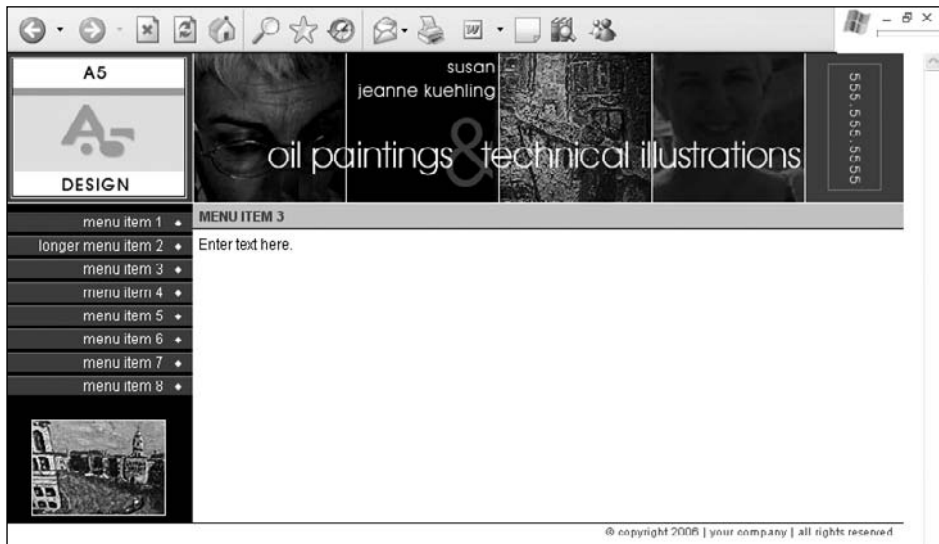 A5
A5
DESIGN
susan
jeanne kuehling
oil paintings & technical illustrations
555.555.5555
menu item 1
longer menu item 2
menu item 3
menu item 4
menu item 5
menu item 6
menu item 7
menu item 8
MENU ITEM 3
Enter text here.
© copyright 2006 | your company | all rights reserved